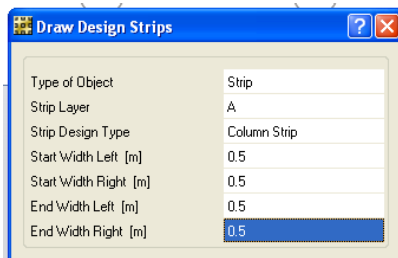 Draw Design Strips
Type of Object Strip
Strip Layer A
Strip Design Type Column Strip
Start Width Left [m] 0.5
Start Width Right [m] 0.5
End Width Left [m] 0.5
End Width Right [m] 0.5